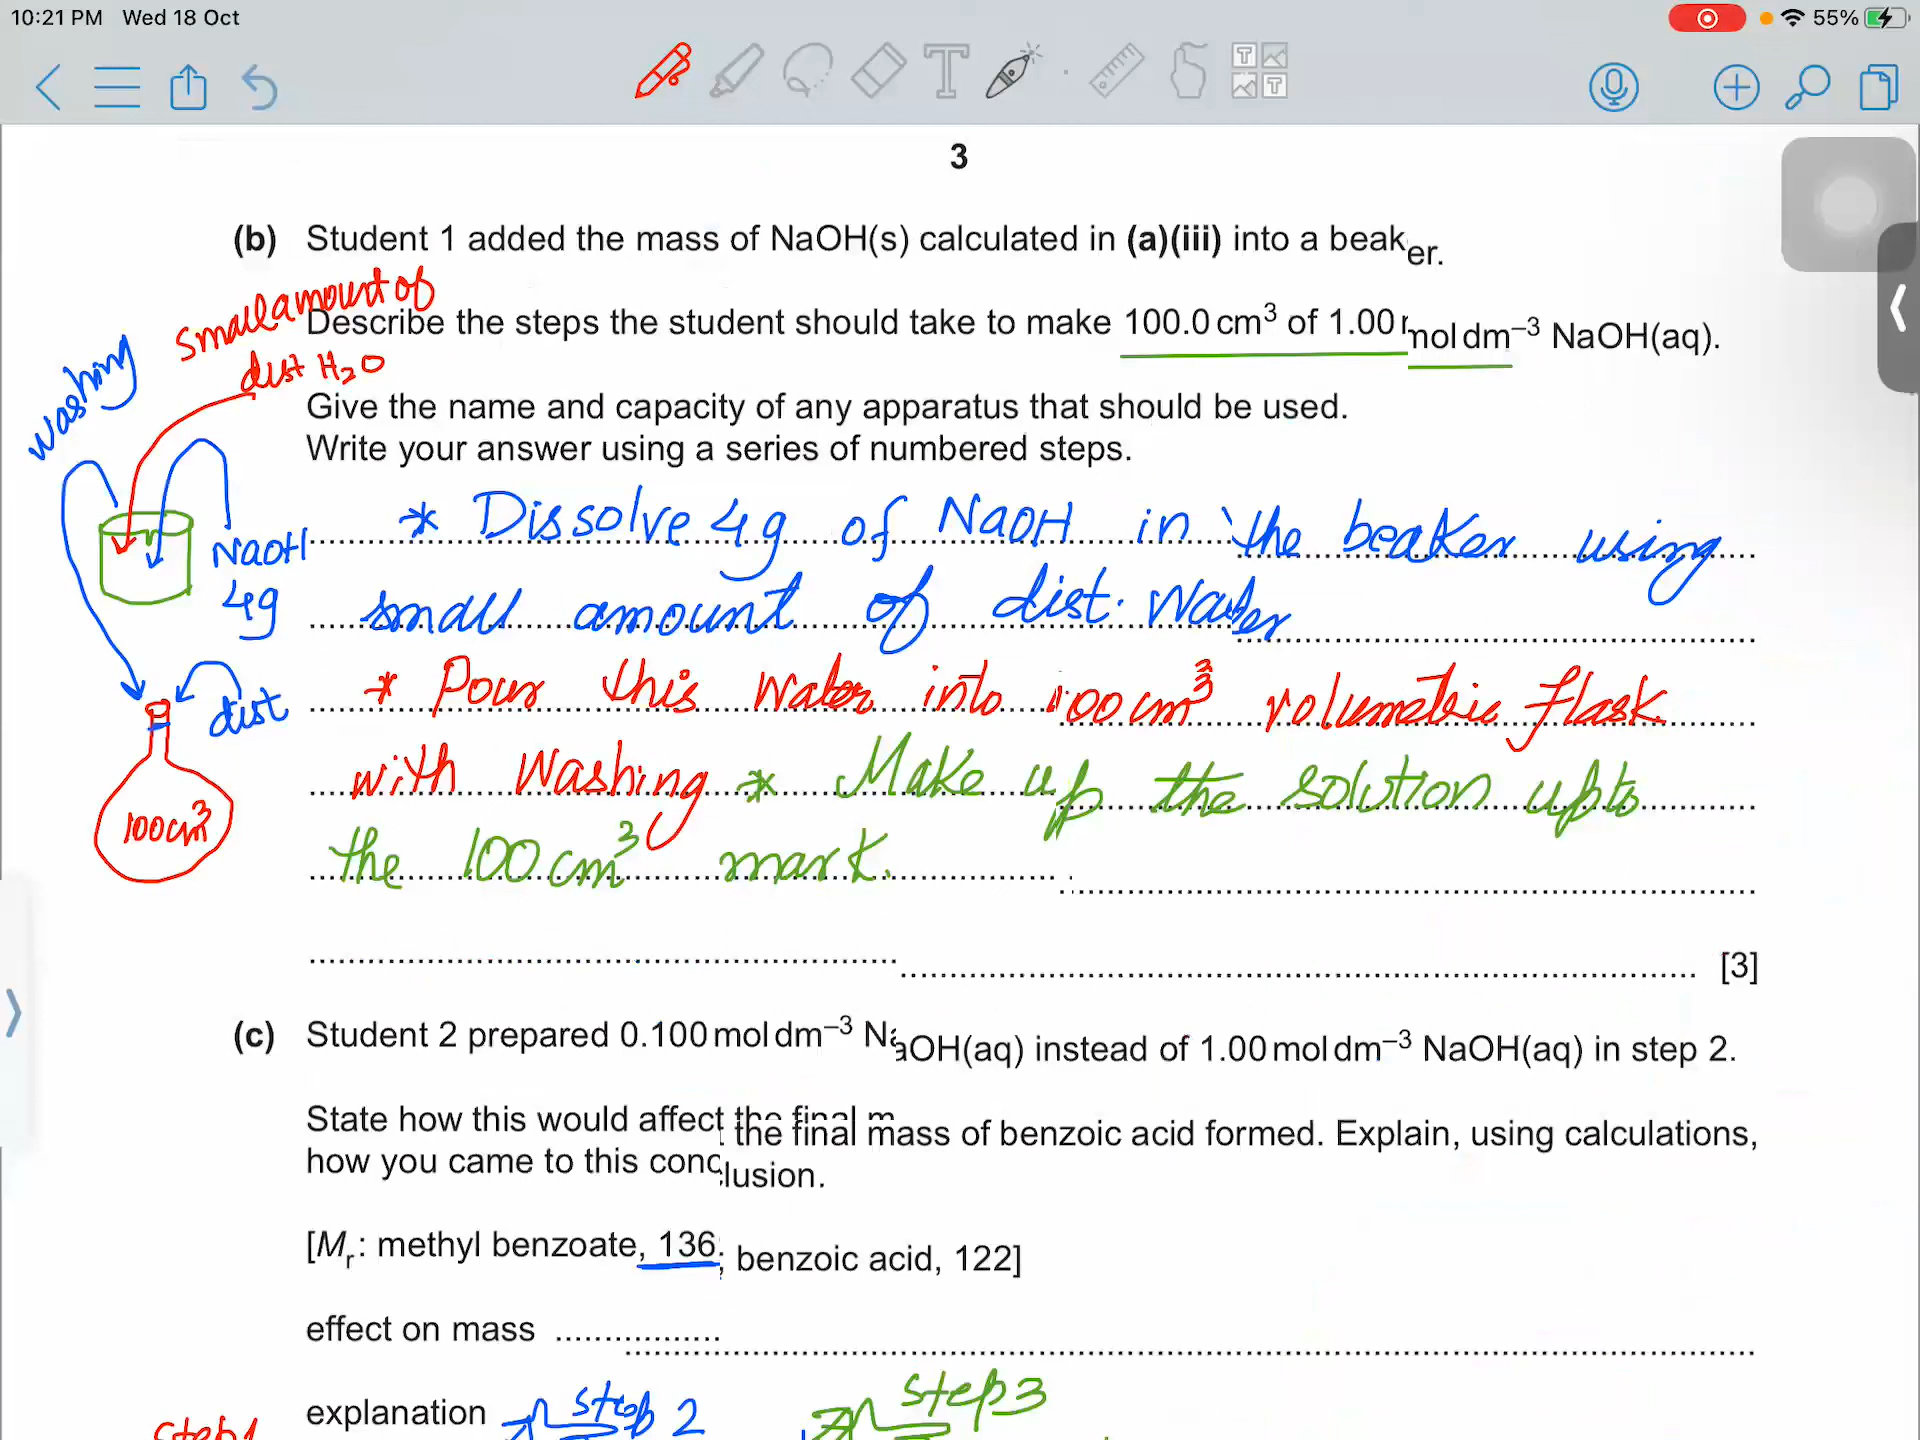 10:21 PM Wed 18 Oct
55%
3
(b) Student 1 added the mass of NaOH(s) calculated in (a)(iii) into a beaker.
small amount of
dist H₂O
Describe the steps the student should take to make 100.0 cm³ of 1.00 mol dm⁻³ NaOH(aq).
washing
Give the name and capacity of any apparatus that should be used.
Write your answer using a series of numbered steps.
NaOH
4g
* Dissolve 4g of NaOH in the beaker using
small amount of dist. Water
dist
* Pour this water into 100 cm³ volumetric flask
with Washing * Make up the solution upto
100cm³
the 100 cm³ mark.
[3]
(c) Student 2 prepared 0.100 mol dm⁻³ NaOH(aq) instead of 1.00 mol dm⁻³ NaOH(aq) in step 2.
State how this would affect the final mass of benzoic acid formed. Explain, using calculations,
how you came to this conclusion.
[Mᵣ: methyl benzoate, 136; benzoic acid, 122]
effect on mass
explanation
step1
step 2
step3